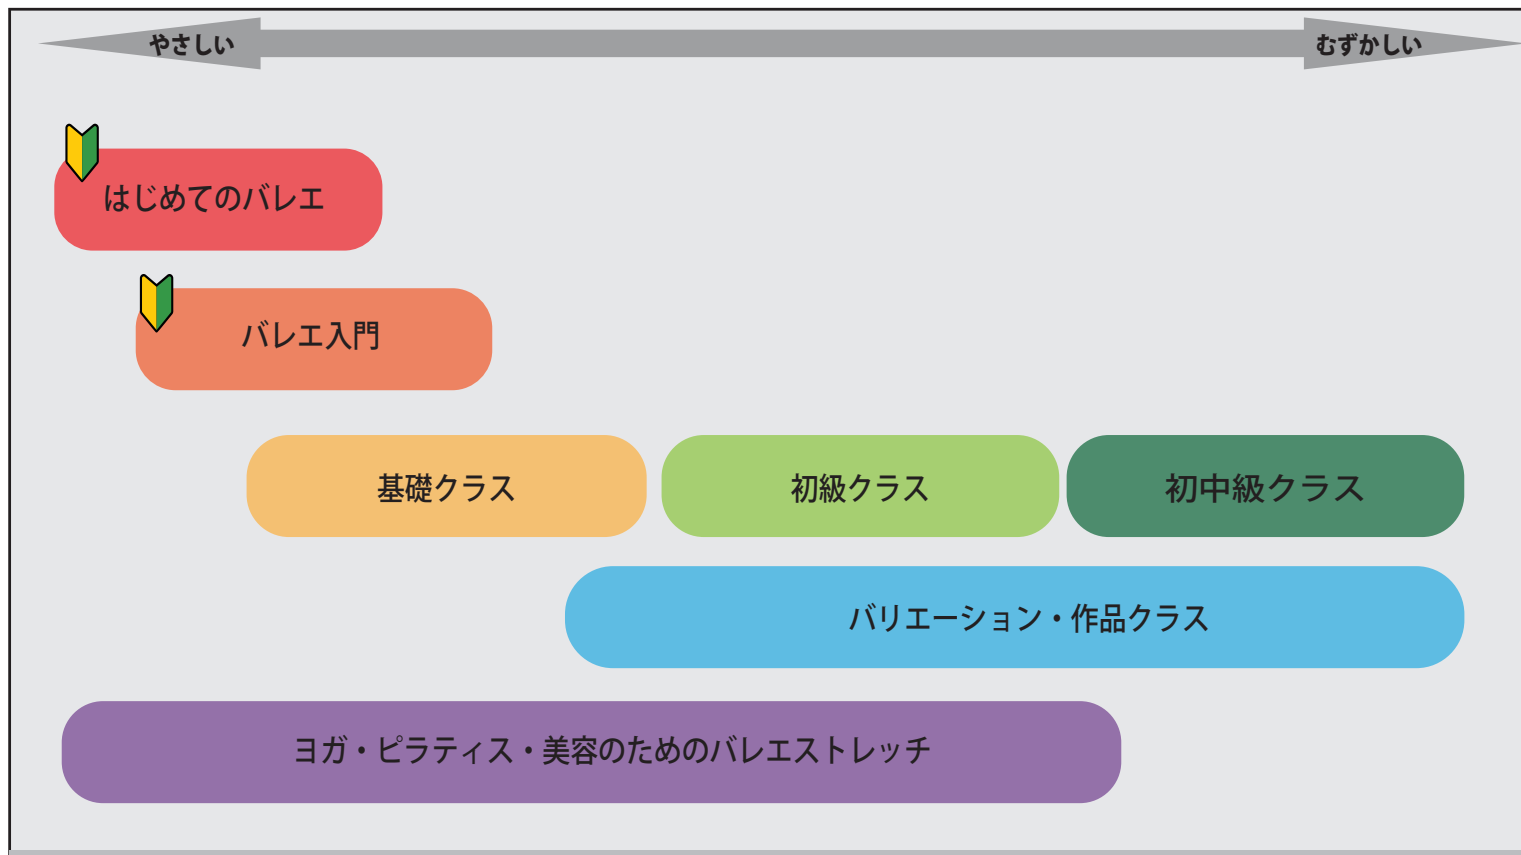 やさしい
むずかしい
はじめてのバレエ
バレエ入門
基礎クラス
初級クラス
初中級クラス
バリエーション・作品クラス
ヨガ・ピラティス・美容のためのバレエストレッチ